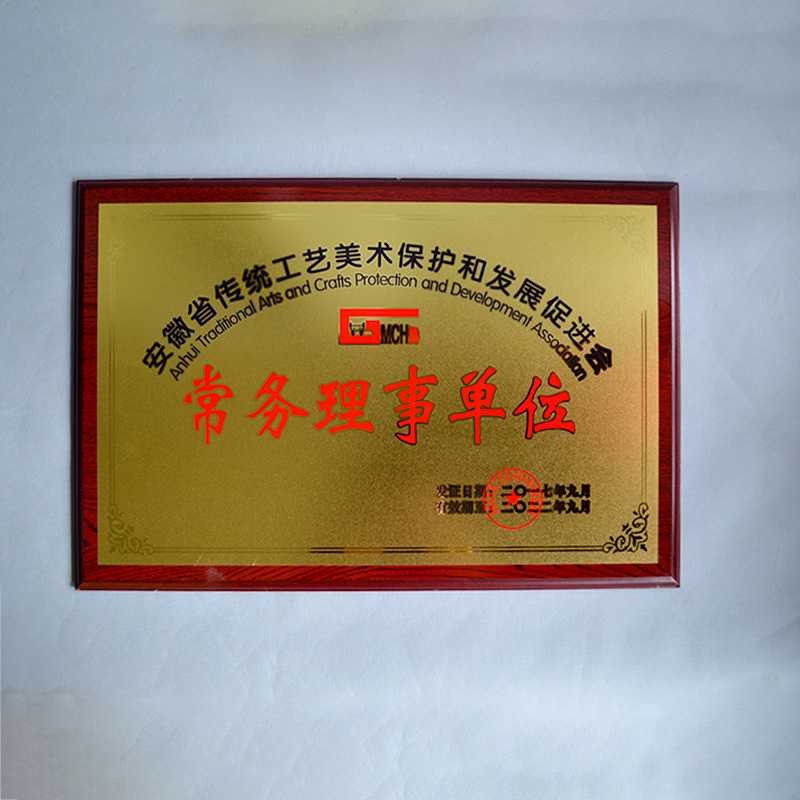 安徽省传统工艺美术保护和发展促进会
Anhui Traditional Arts and Crafts Protection and Development Association
GMCH
常务理事单位
发证日期：二〇一七年九月
有效期至：二〇二二年九月